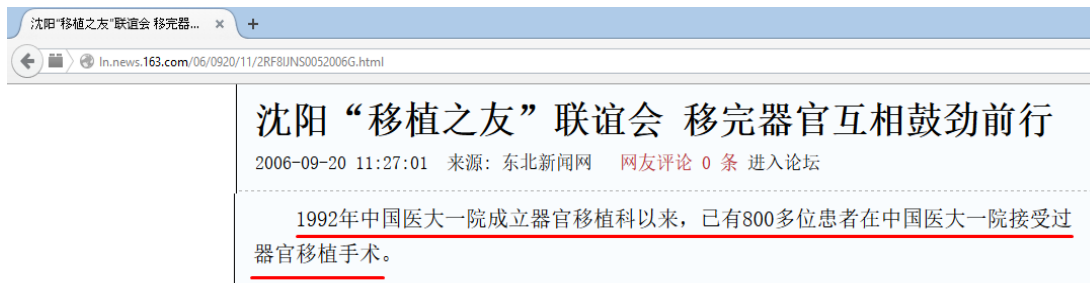 沈阳"移植之友"联谊会 移完器...
ln.news.163.com/06/0920/11/2RF8IJNS0052006G.html
沈阳“移植之友”联谊会 移完器官互相鼓劲前行
2006-09-20 11:27:01 来源: 东北新闻网 网友评论 0 条 进入论坛
1992年中国医大一院成立器官移植科以来，已有800多位患者在中国医大一院接受过
器官移植手术。